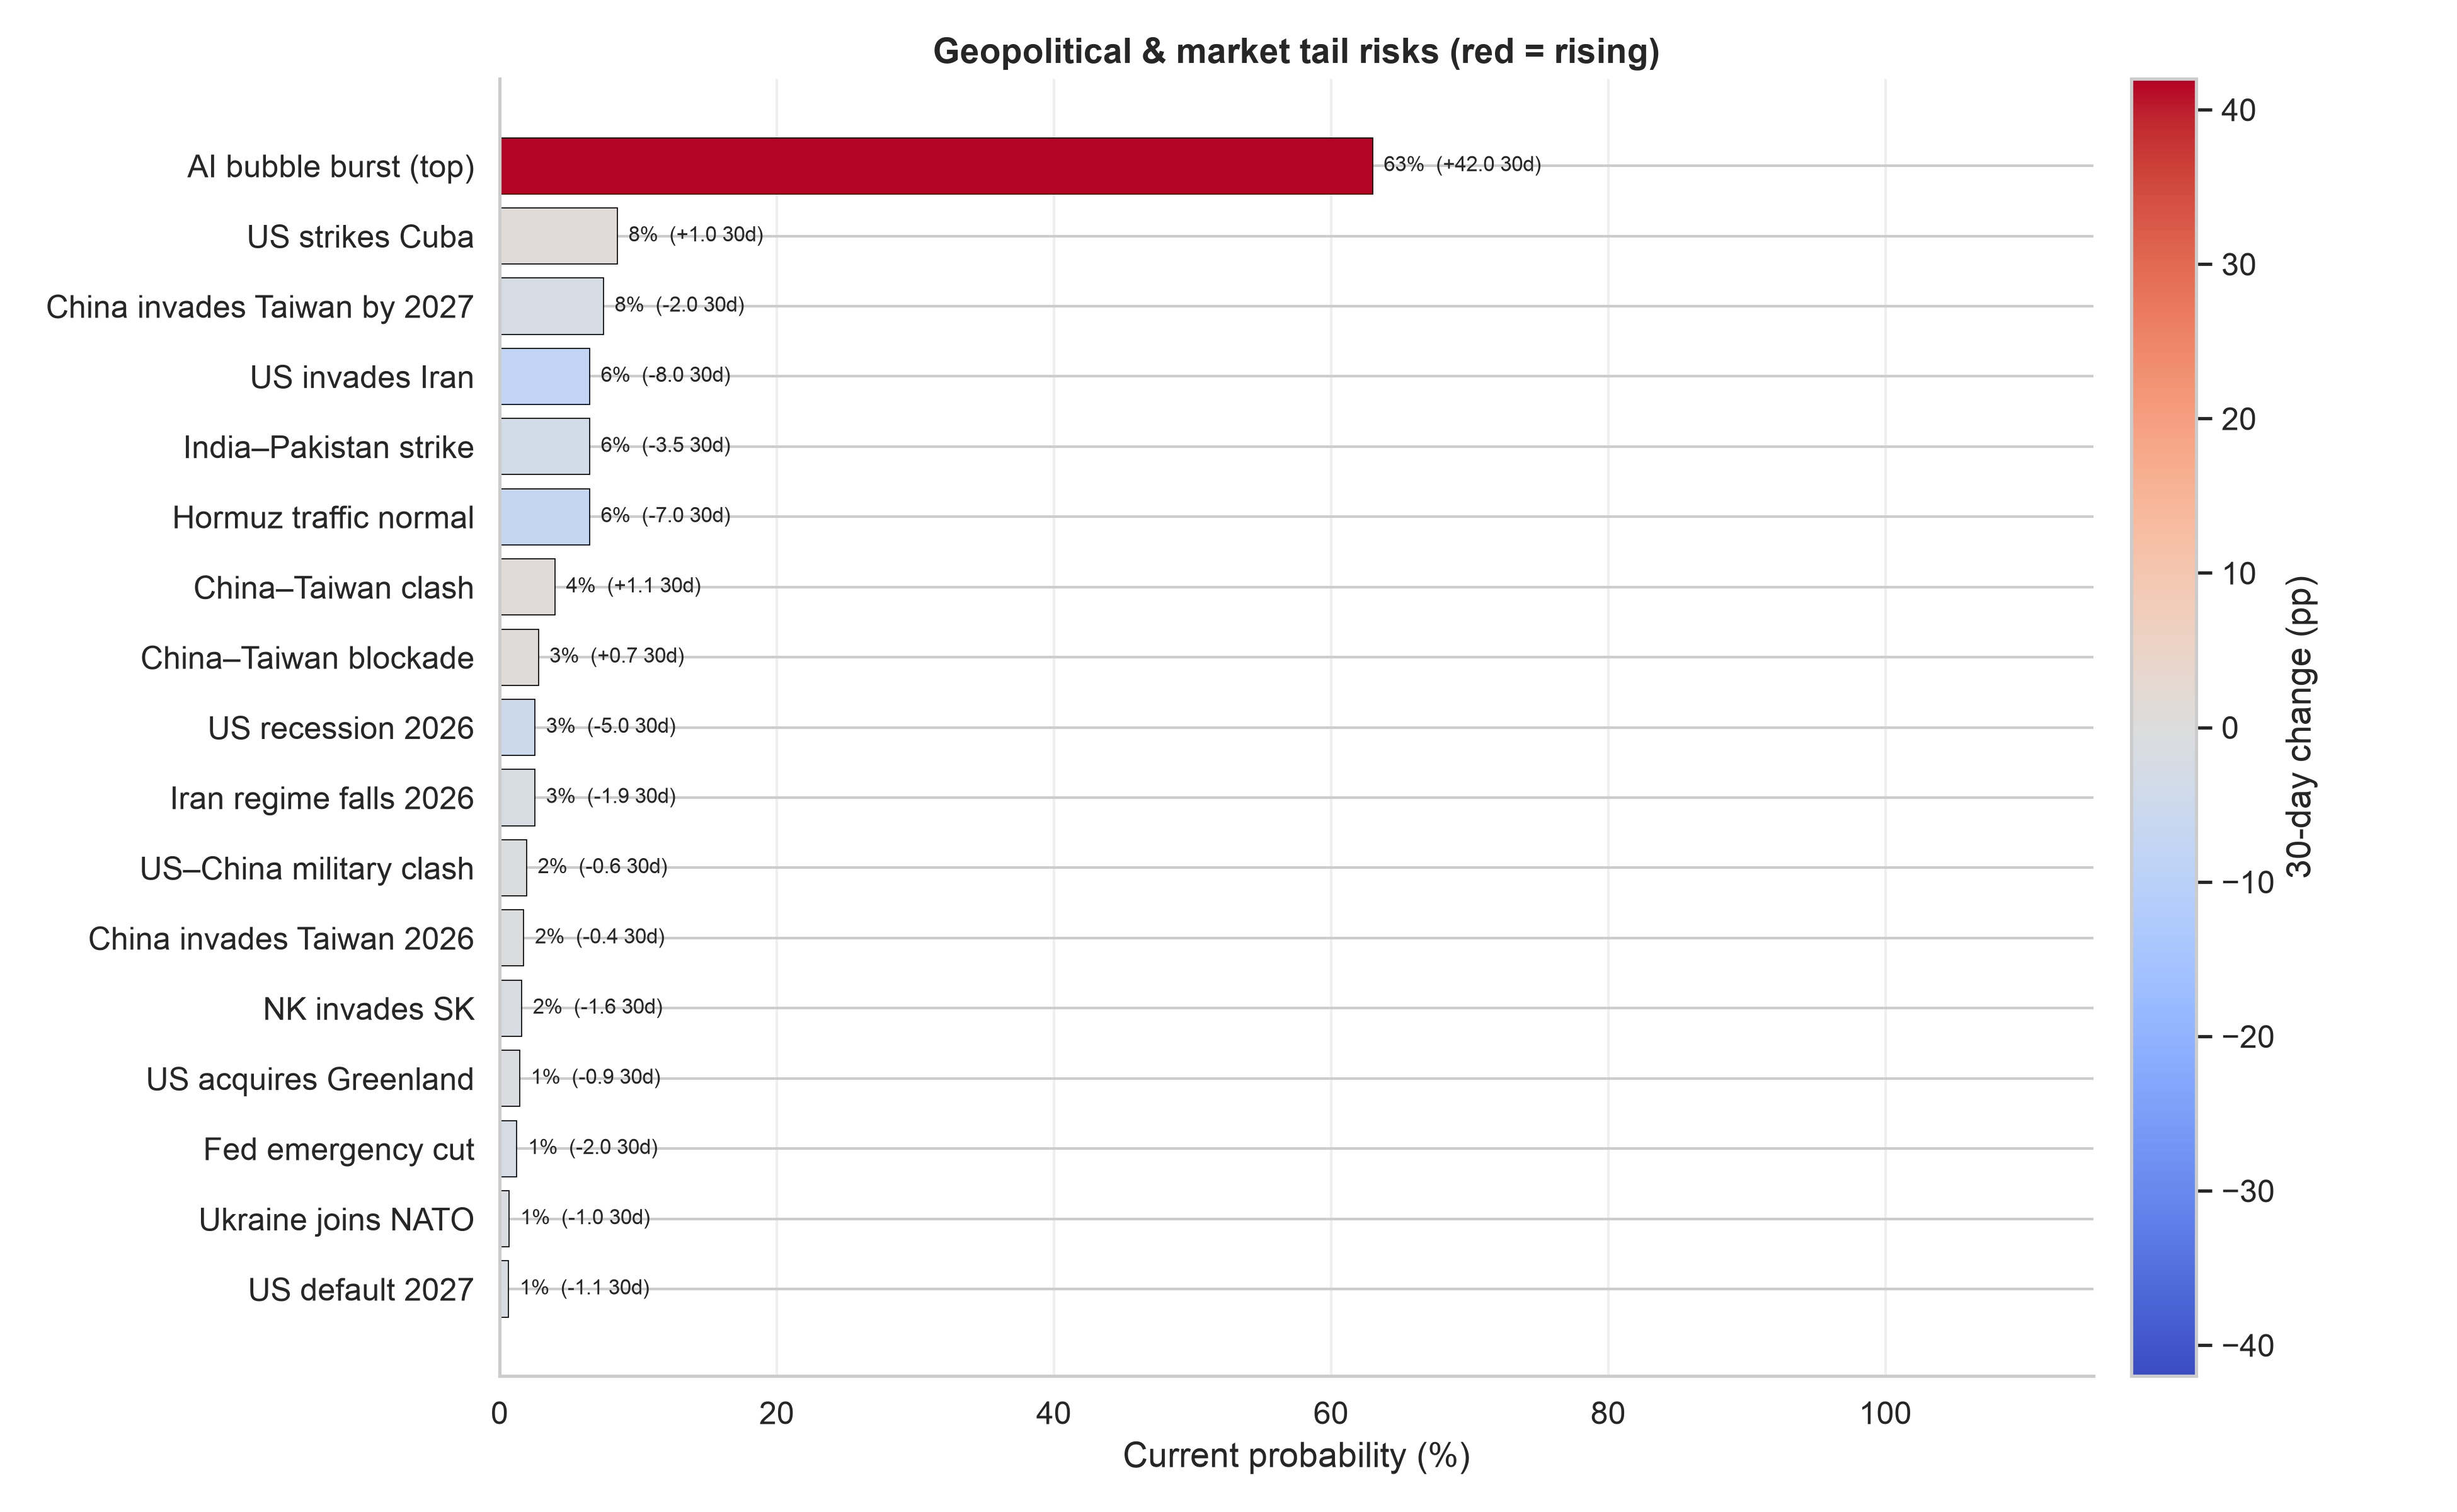 Geopolitical & market tail risks (red = rising)
AI bubble burst (top)
63% (+42.0 30d)
US strikes Cuba
8% (+1.0 30d)
China invades Taiwan by 2027
8% (-2.0 30d)
US invades Iran
6% (-8.0 30d)
India–Pakistan strike
6% (-3.5 30d)
Hormuz traffic normal
6% (-7.0 30d)
China–Taiwan clash
4% (+1.1 30d)
China–Taiwan blockade
3% (+0.7 30d)
US recession 2026
3% (-5.0 30d)
Iran regime falls 2026
3% (-1.9 30d)
US–China military clash
2% (-0.6 30d)
China invades Taiwan 2026
2% (-0.4 30d)
NK invades SK
2% (-1.6 30d)
US acquires Greenland
1% (-0.9 30d)
Fed emergency cut
1% (-2.0 30d)
Ukraine joins NATO
1% (-1.0 30d)
US default 2027
1% (-1.1 30d)
0 20 40 60 80 100
Current probability (%)
40
30
20
10
0
−10
−20
−30
−40
30-day change (pp)